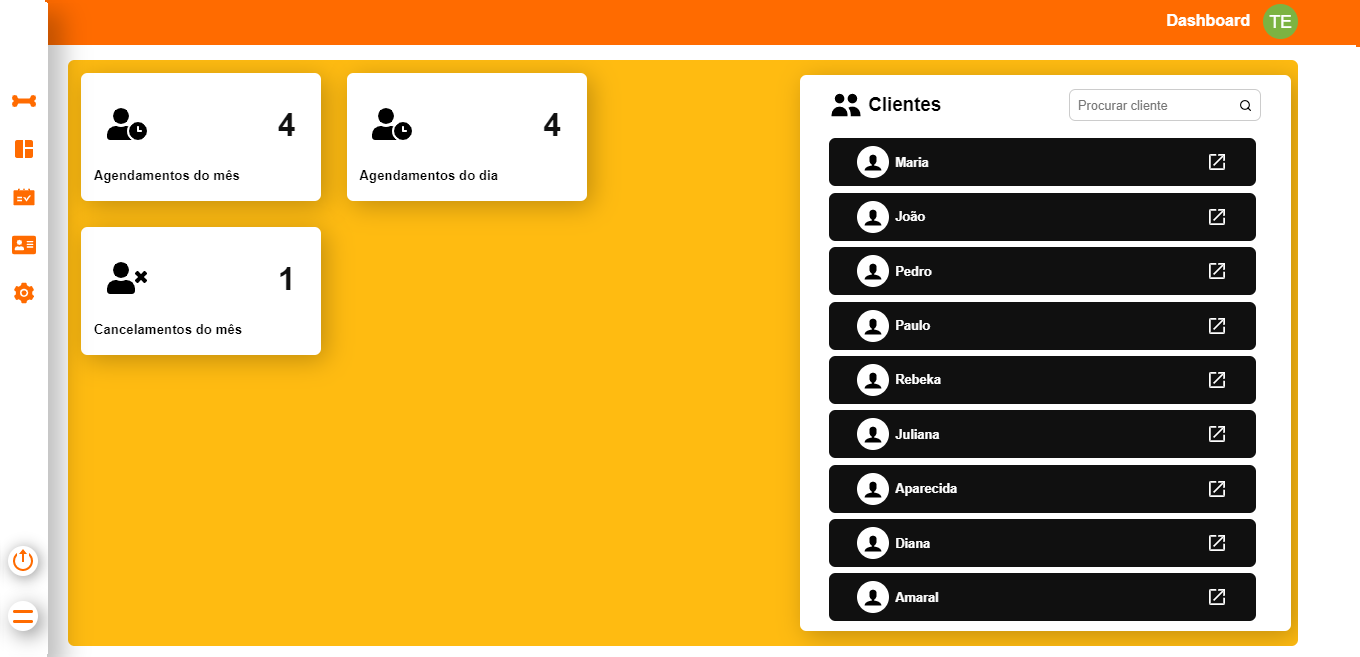 Dashboard
TE
4
Agendamentos do mês
4
Agendamentos do dia
1
Cancelamentos do mês
Clientes
Procurar cliente
Maria
João
Pedro
Paulo
Rebeka
Juliana
Aparecida
Diana
Amaral